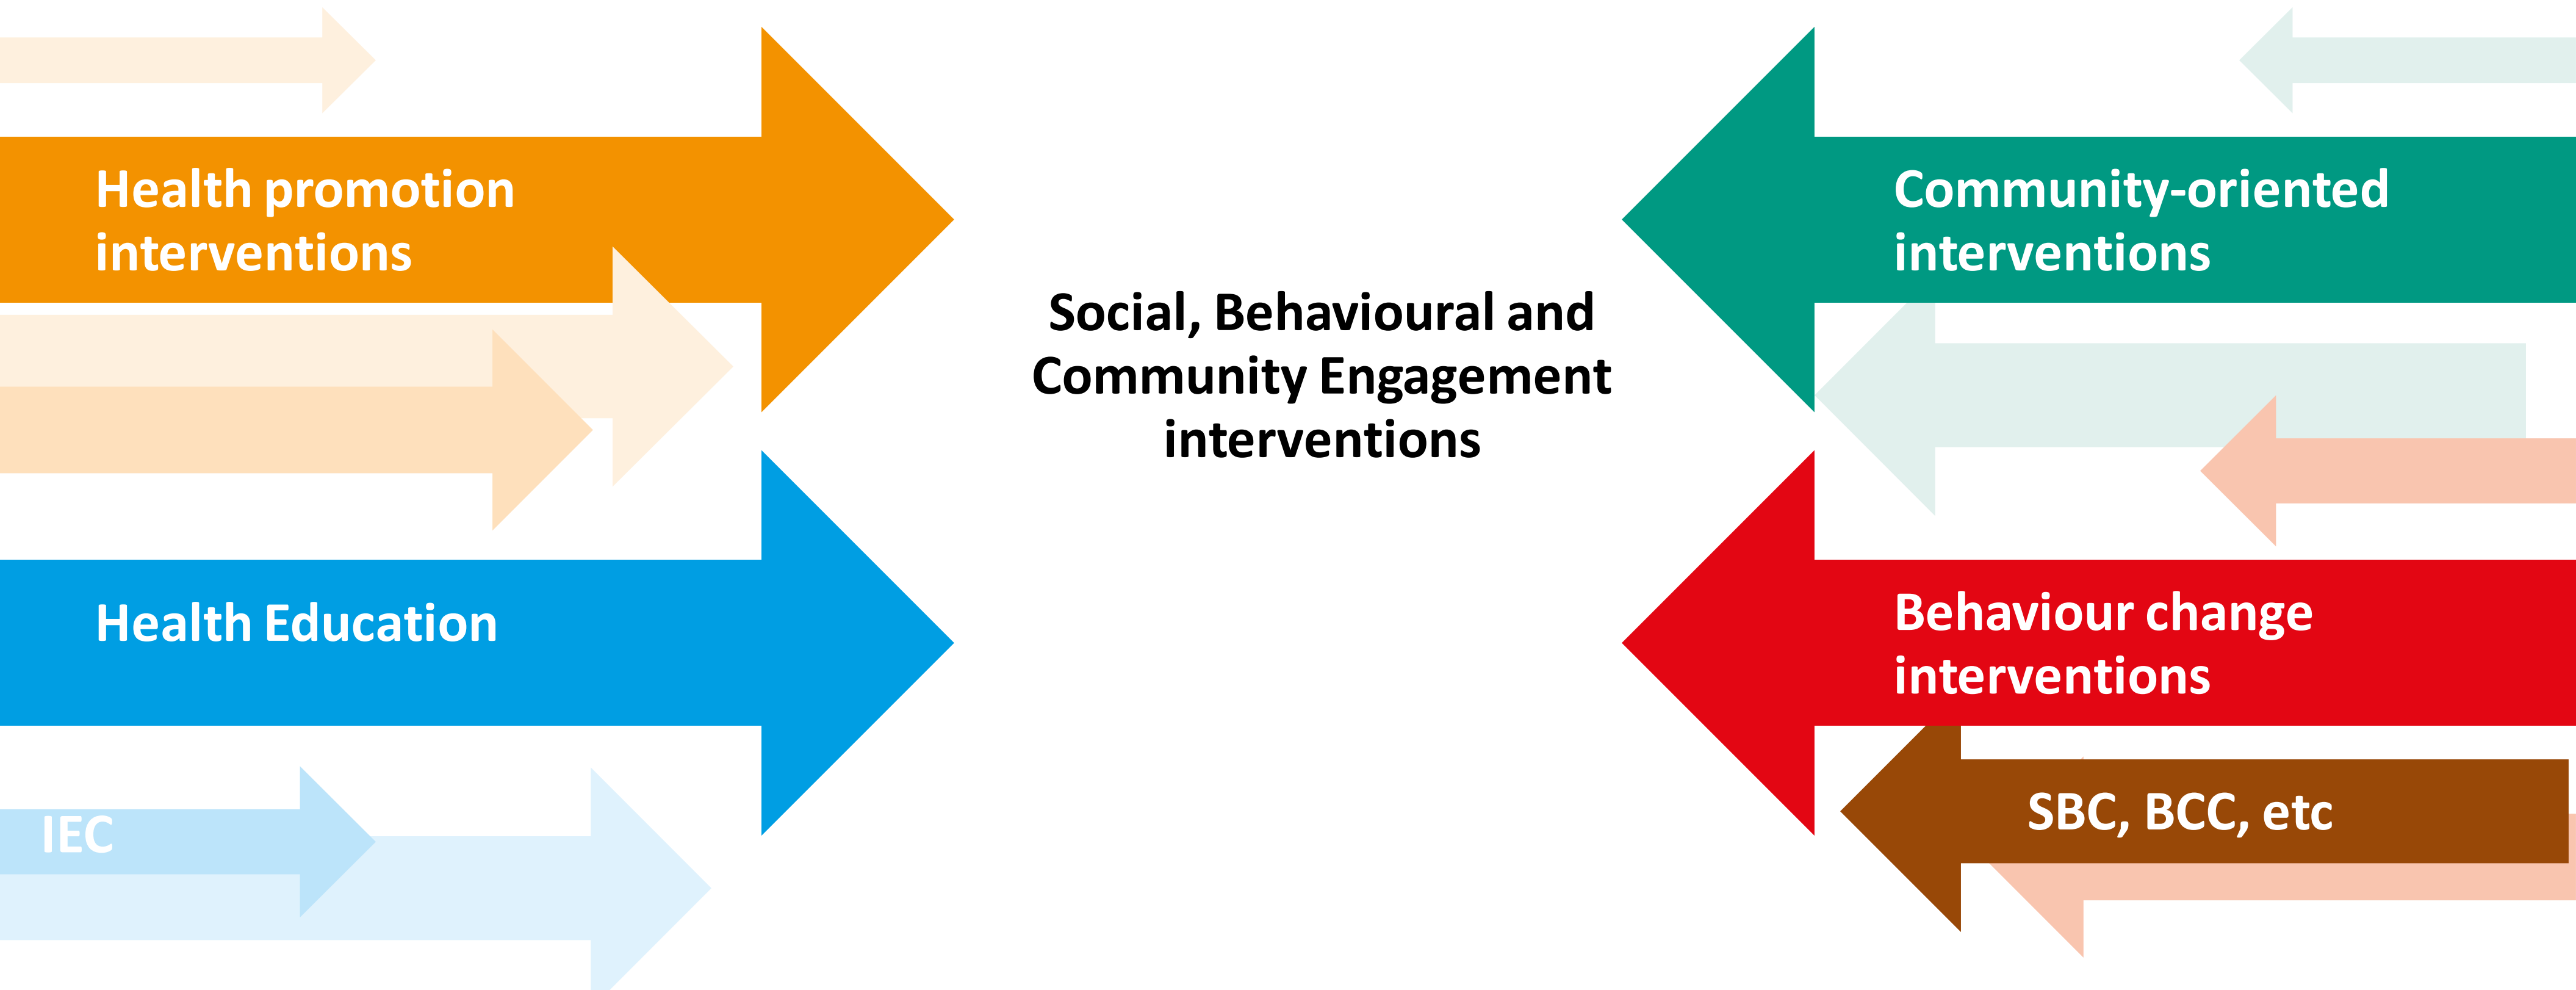 Health promotion
interventions
Health Education
IEC
Social, Behavioural and
Community Engagement
interventions
Community-oriented
interventions
Behaviour change
interventions
SBC, BCC, etc